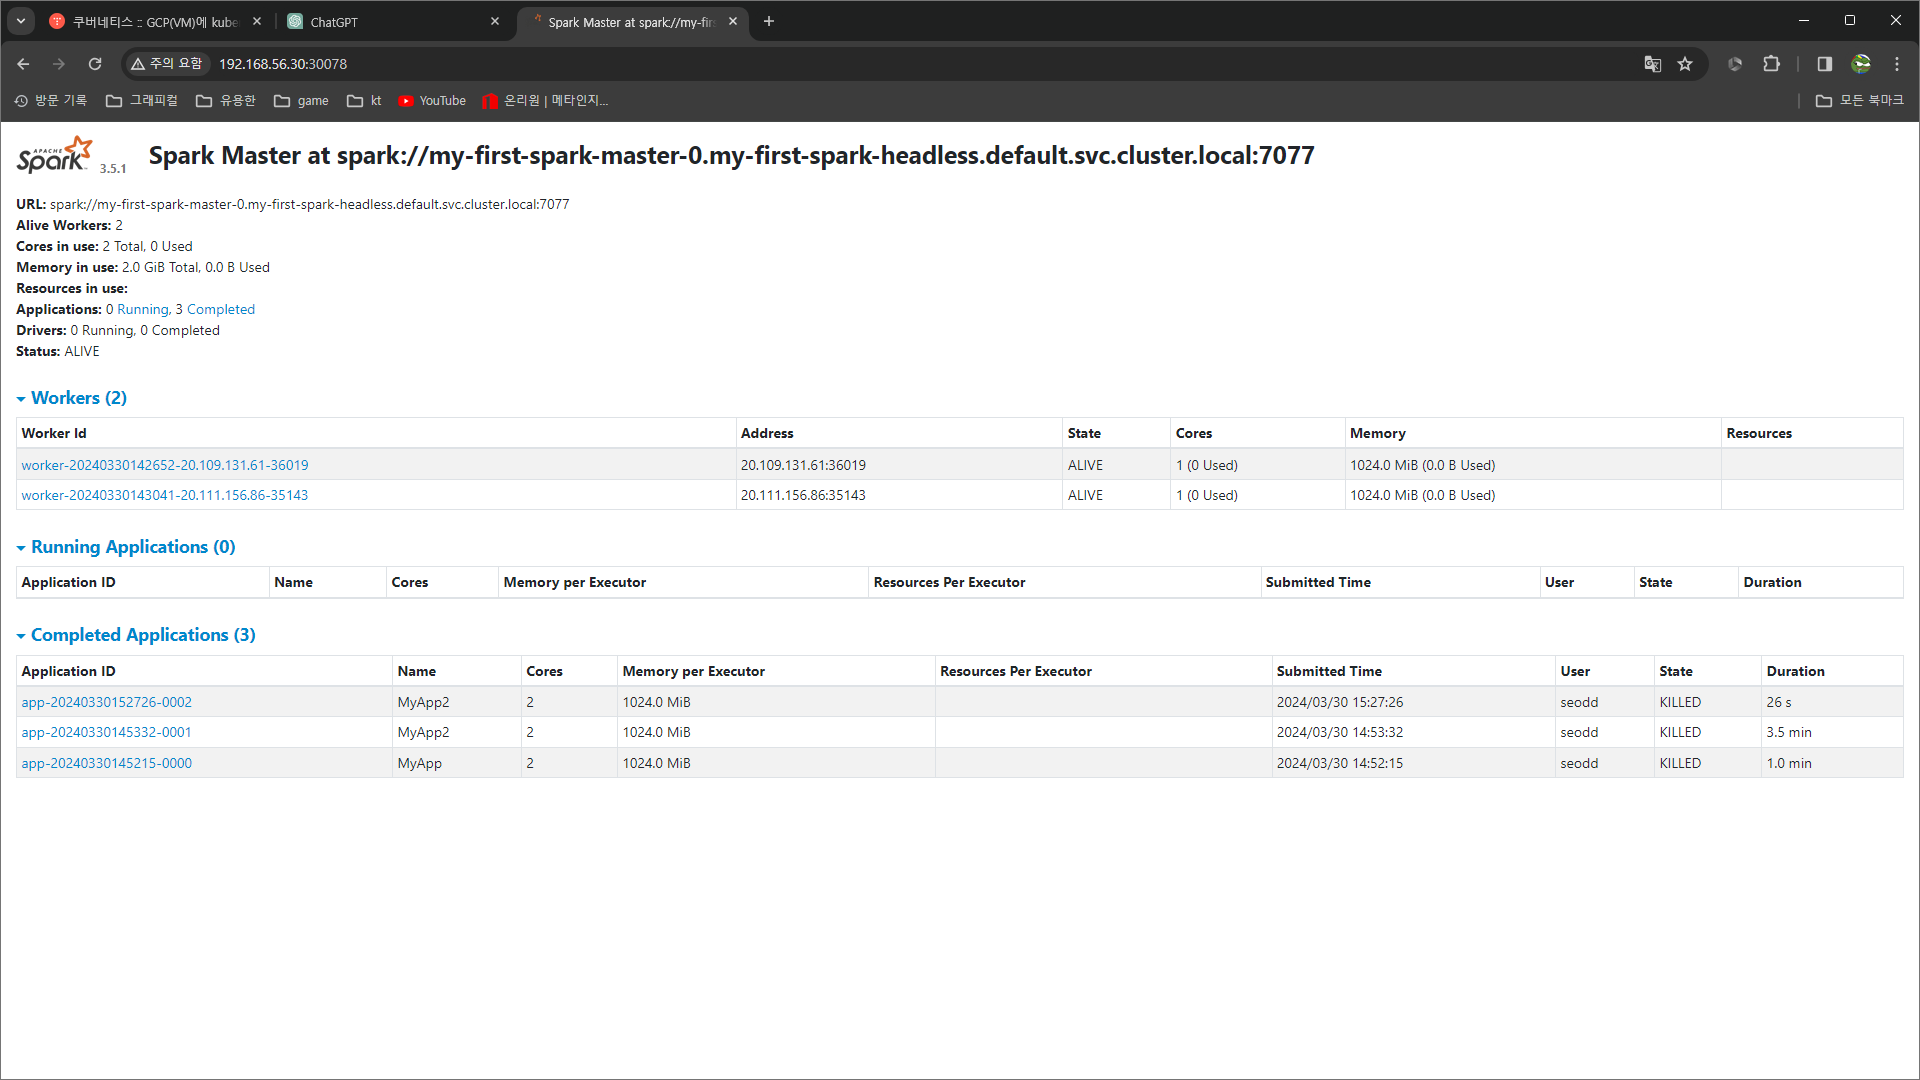 쿠버네티스 :: GCP(VM)에 kube
ChatGPT
Spark Master at spark://my-fir
주의 요함 192.168.56.30:30078
방문 기록 그래피컬 유용한 game kt YouTube 온리원 | 메타인지... 모든 북마크
APACHE Spark 3.5.1 Spark Master at spark://my-first-spark-master-0.my-first-spark-headless.default.svc.cluster.local:7077
URL: spark://my-first-spark-master-0.my-first-spark-headless.default.svc.cluster.local:7077
Alive Workers: 2
Cores in use: 2 Total, 0 Used
Memory in use: 2.0 GiB Total, 0.0 B Used
Resources in use:
Applications: 0 Running, 3 Completed
Drivers: 0 Running, 0 Completed
Status: ALIVE
Workers (2)
Worker Id Address State Cores Memory Resources
worker-20240330142652-20.109.131.61-36019 20.109.131.61:36019 ALIVE 1 (0 Used) 1024.0 MiB (0.0 B Used)
worker-20240330143041-20.111.156.86-35143 20.111.156.86:35143 ALIVE 1 (0 Used) 1024.0 MiB (0.0 B Used)
Running Applications (0)
Application ID Name Cores Memory per Executor Resources Per Executor Submitted Time User State Duration
Completed Applications (3)
Application ID Name Cores Memory per Executor Resources Per Executor Submitted Time User State Duration
app-20240330152726-0002 MyApp2 2 1024.0 MiB 2024/03/30 15:27:26 seodd KILLED 26 s
app-20240330145332-0001 MyApp2 2 1024.0 MiB 2024/03/30 14:53:32 seodd KILLED 3.5 min
app-20240330145215-0000 MyApp 2 1024.0 MiB 2024/03/30 14:52:15 seodd KILLED 1.0 min